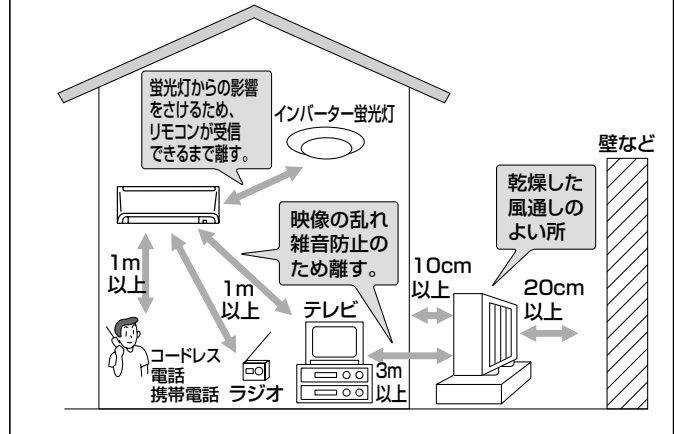 蛍光灯からの影響
をさけるため、
リモコンが受信
できるまで離す。
インバーター蛍光灯
壁など
乾燥した
風通しの
よい所
映像の乱れ
雑音防止の
ため離す。
1m
以上
1m
以上
テレビ
10cm
以上
20cm
以上
コードレス
電話
携帯電話
ラジオ
3m
以上